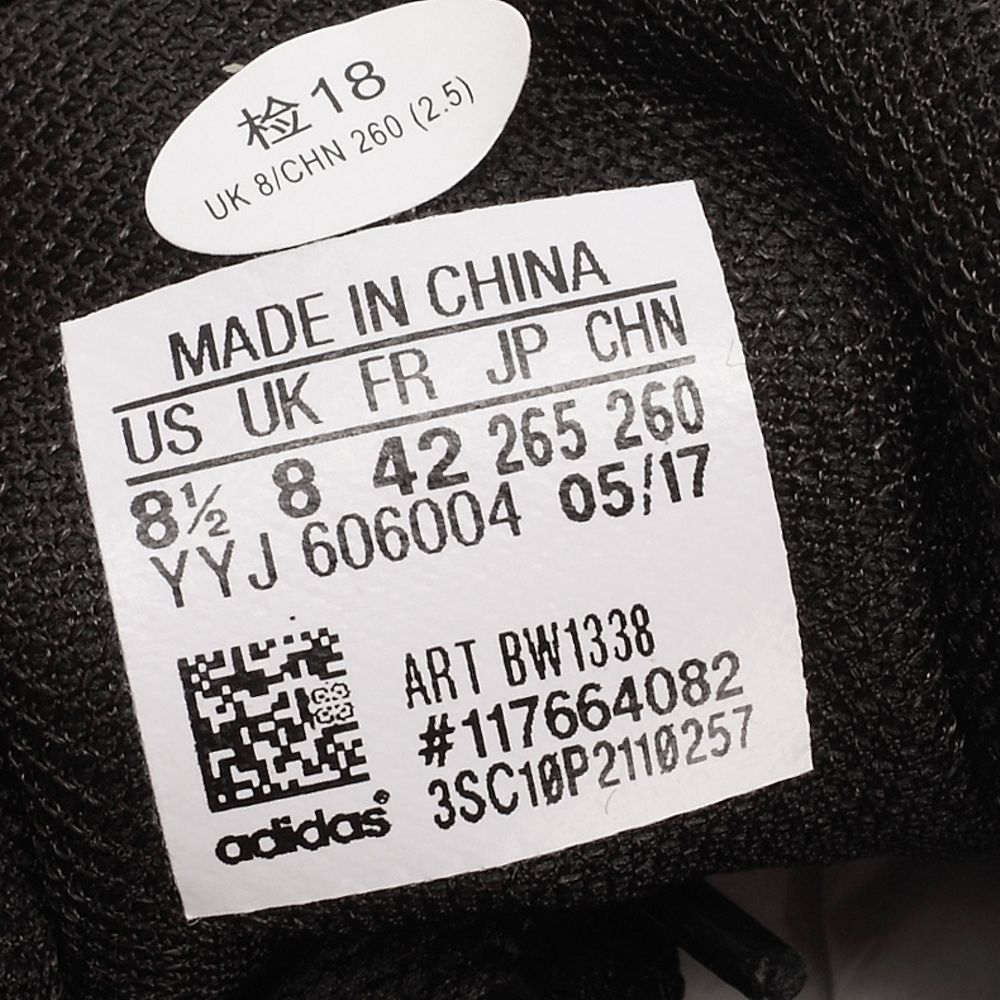 检18
UK 8/CHN 260 (2.5)
MADE IN CHINA
US UK FR JP CHN
8½ 8 42 265 260
YYJ 606004 05/17
ART BW1338
#117664082
3SC10P2110257
adidas®